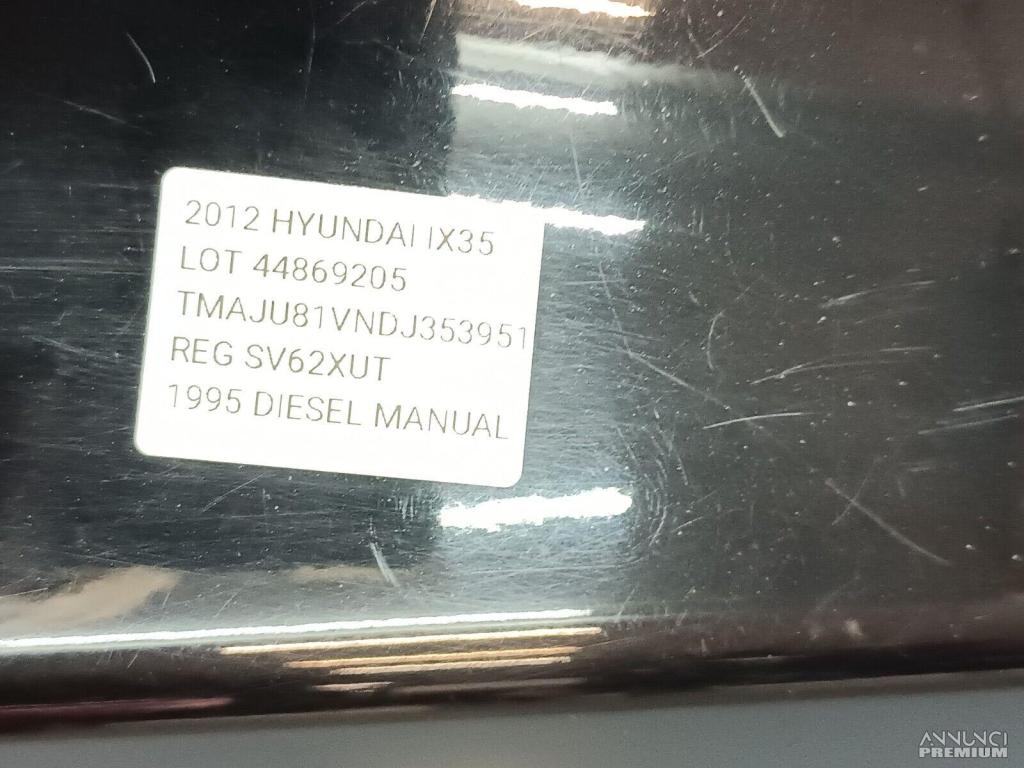 2012 HYUNDAI IX35
LOT 44869205
TMAJU81VNDJ353951
REG SV62XUT
1995 DIESEL MANUAL
ANNUNCI
PREMIUM